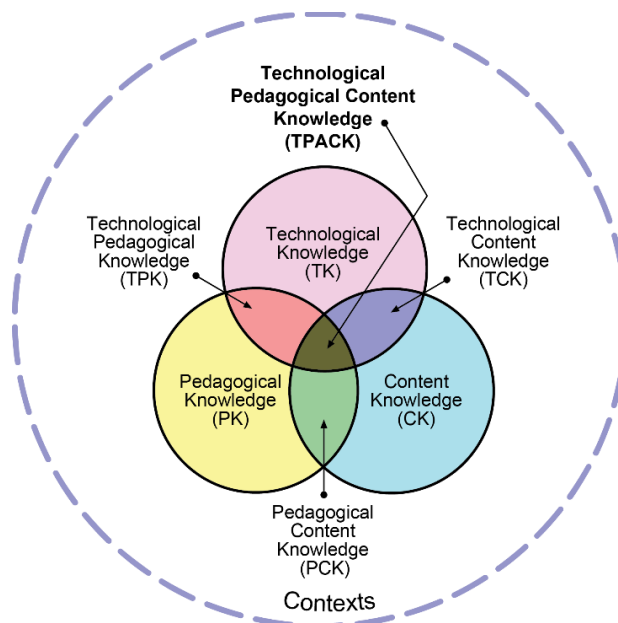 Technological
Pedagogical Content
Knowledge
(TPACK)
Technological
Pedagogical
Knowledge
(TPK)
Technological
Knowledge
(TK)
Technological
Content
Knowledge
(TCK)
Pedagogical
Knowledge
(PK)
Content
Knowledge
(CK)
Pedagogical
Content
Knowledge
(PCK)
Contexts